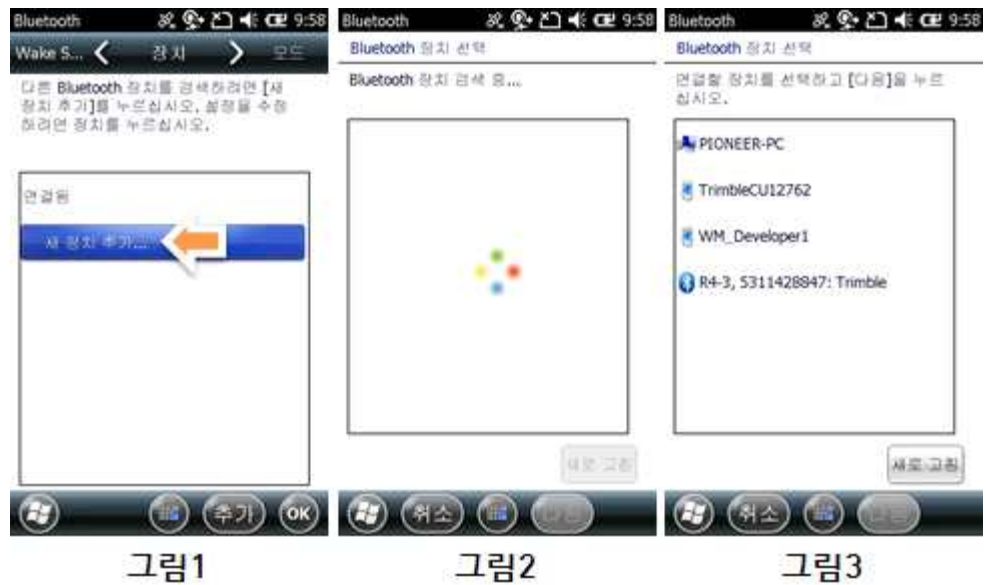 Bluetooth 9:58
Wake S... 장치 모드
다른 Bluetooth 장치를 검색하려면 [새
장치 추가]를 누르십시오. 설정을 수정
하려면 장치를 누르십시오.
연결됨
새 장치 추가...
추가 OK
그림1
Bluetooth 9:58
Bluetooth 장치 선택
Bluetooth 장치 검색 중...
새로 고침
취소 다음
그림2
Bluetooth 9:58
Bluetooth 장치 선택
연결할 장치를 선택하고 [다음]을 누르
십시오.
PIONEER-PC
TrimbleCU12762
WM_Developer1
R4-3, 5311428847: Trimble
새로 고침
취소 다음
그림3